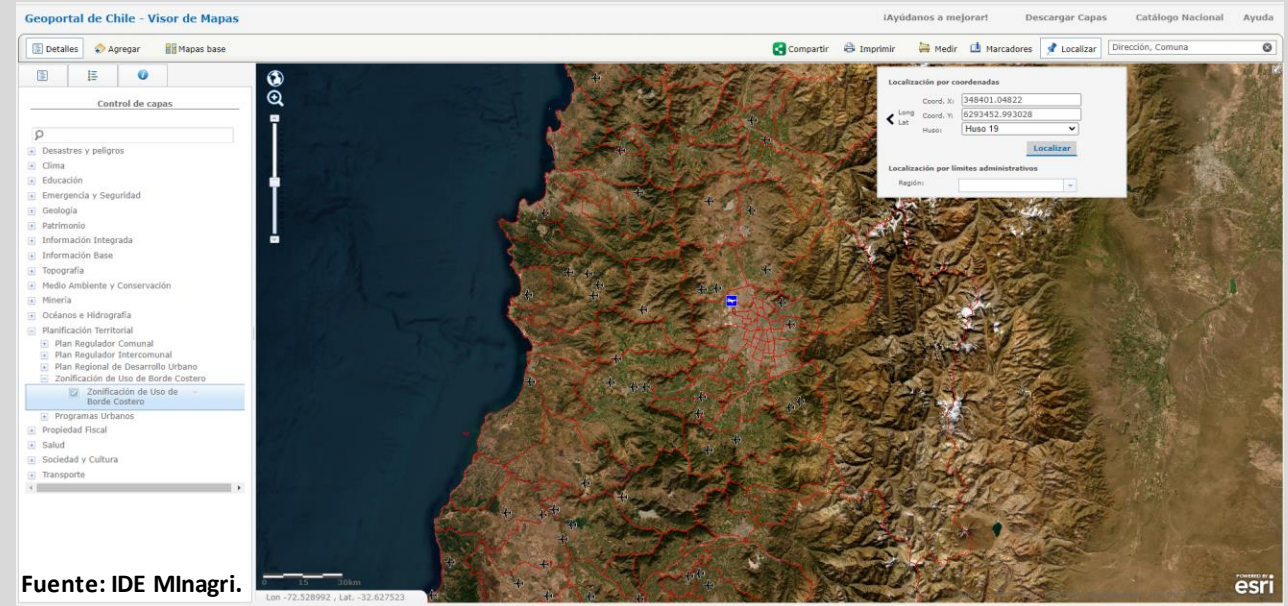 Geoportal de Chile - Visor de Mapas
¡Ayúdanos a mejorar!
Descargar Capas
Catálogo Nacional
Ayuda
Detalles
Agregar
Mapas base
Compartir
Imprimir
Medir
Marcadores
Localizar
Dirección, Comuna
Control de capas
Desastres y peligros
Clima
Educación
Emergencia y Seguridad
Geología
Patrimonio
Información Integrada
Información Base
Topografía
Medio Ambiente y Conservación
Minería
Océanos e Hidrografía
Planificación Territorial
Plan Regulador Comunal
Plan Regulador Intercomunal
Plan Regional de Desarrollo Urbano
Zonificación de Uso de Borde Costero
Zonificación de Uso de
Borde Costero
Programas Urbanos
Propiedad Fiscal
Salud
Sociedad y Cultura
Transporte
Localización por coordenadas
Long
Lat
Coord. X: 348401.04822
Coord. Y: 6293452.993028
Huso: Huso 19
Localizar
Localización por límites administrativos
Región:
0 15 30km
Lon -72.528992 , Lat. -32.627523
POWERED BY
esri
Fuente: IDE MInagri.